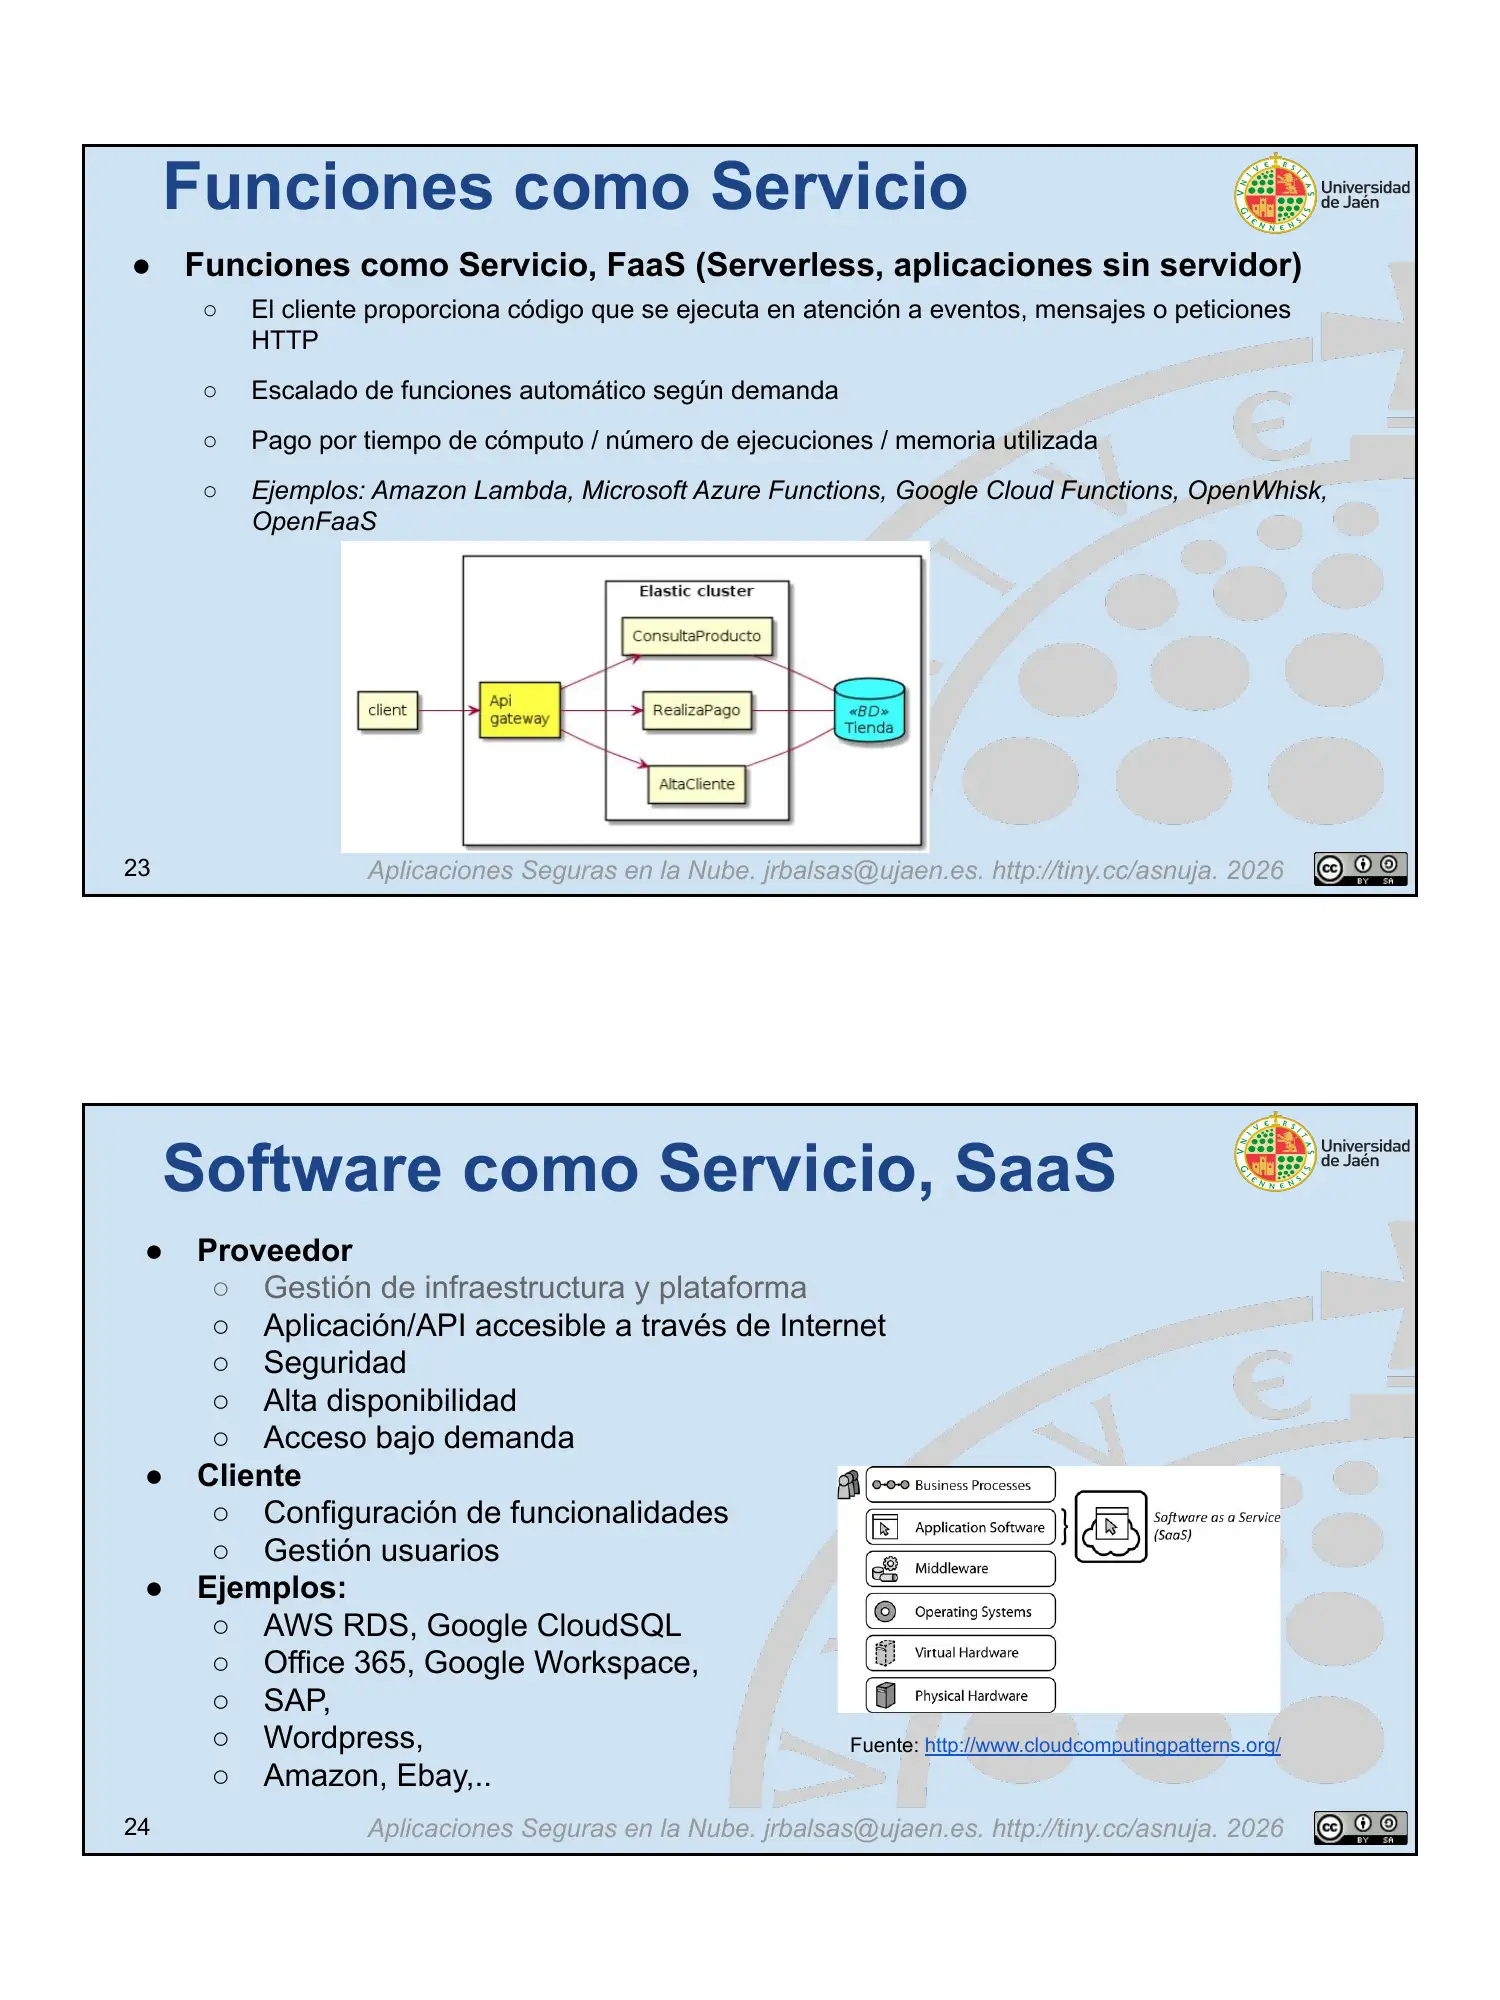 Funciones como Servicio
Universidad
de Jaén
● Funciones como Servicio, FaaS (Serverless, aplicaciones sin servidor)
○ El cliente proporciona código que se ejecuta en atención a eventos, mensajes o peticiones
HTTP
○ Escalado de funciones automático según demanda
○ Pago por tiempo de cómputo / número de ejecuciones / memoria utilizada
○ Ejemplos: Amazon Lambda, Microsoft Azure Functions, Google Cloud Functions, OpenWhisk,
OpenFaaS
Elastic cluster
ConsultaProducto
client
Api
gateway
RealizaPago
«BD»
Tienda
AltaCliente
23
Aplicaciones Seguras en la Nube. jrbalsas@ujaen.es. http://tiny.cc/asnuja. 2026
cc BY SA
Software como Servicio, SaaS
Universidad
de Jaén
● Proveedor
○ Gestión de infraestructura y plataforma
○ Aplicación/API accesible a través de Internet
○ Seguridad
○ Alta disponibilidad
○ Acceso bajo demanda
● Cliente
○ Configuración de funcionalidades
○ Gestión usuarios
● Ejemplos:
○ AWS RDS, Google CloudSQL
○ Office 365, Google Workspace,
○ SAP,
○ Wordpress,
○ Amazon, Ebay,..
Business Processes
Application Software
Software as a Service
(SaaS)
Middleware
Operating Systems
Virtual Hardware
Physical Hardware
Fuente: http://www.cloudcomputingpatterns.org/
24
Aplicaciones Seguras en la Nube. jrbalsas@ujaen.es. http://tiny.cc/asnuja. 2026
cc BY SA